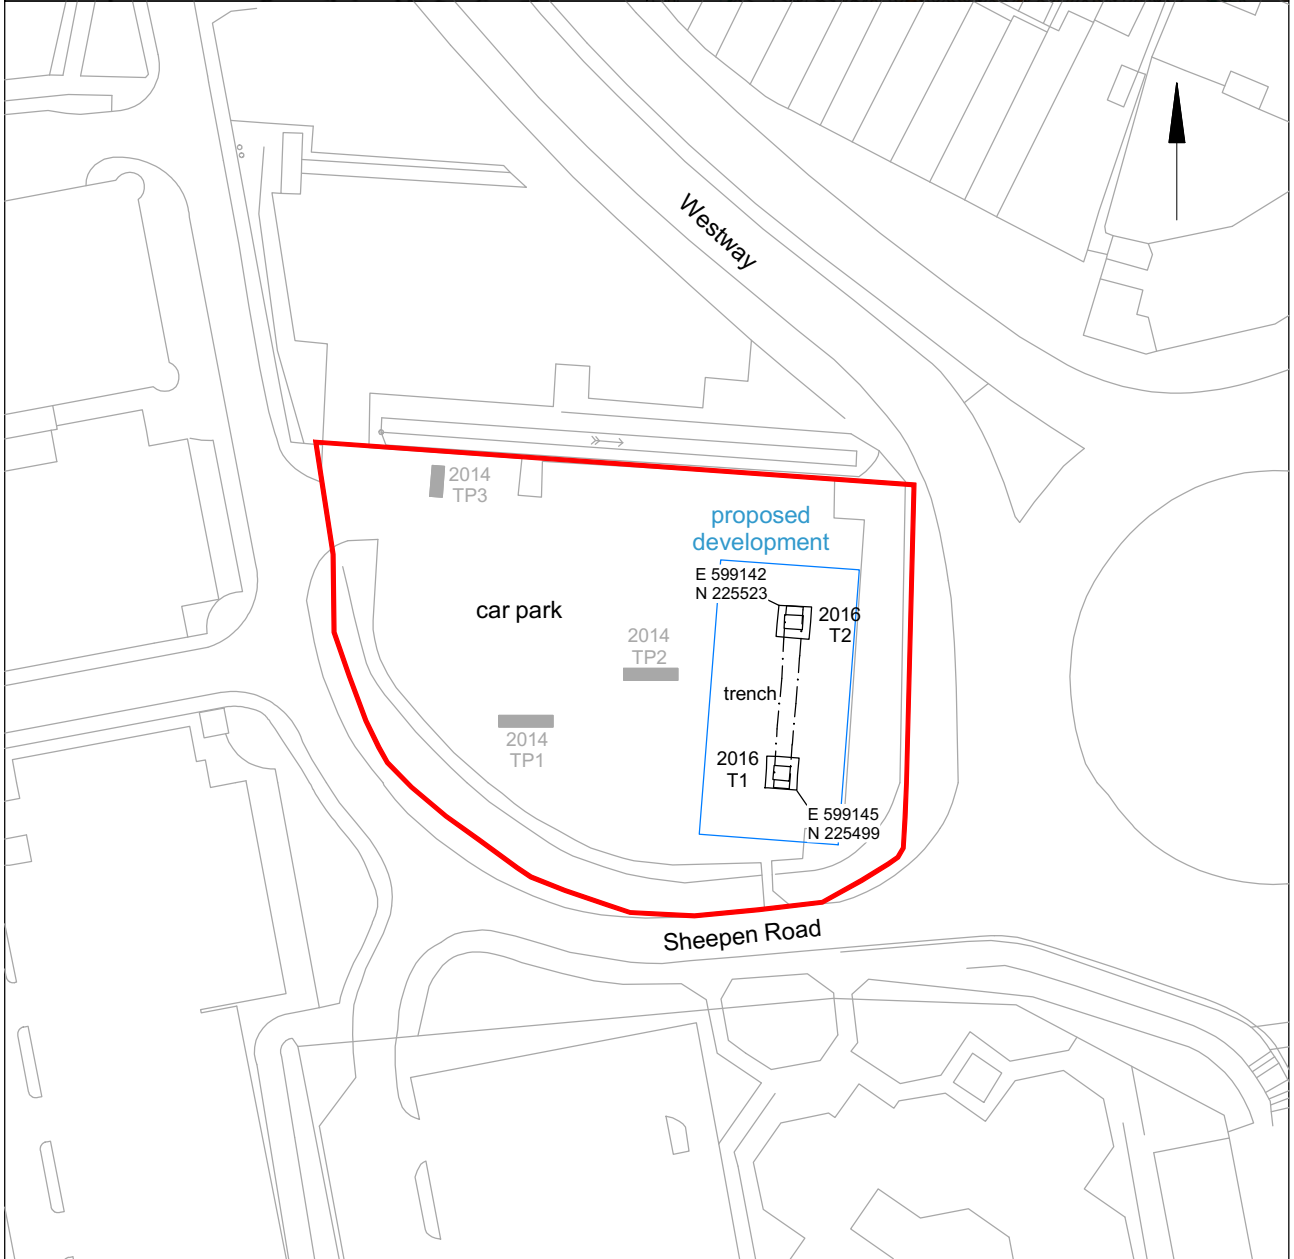 Westway
2014
TP3
proposed
development
E 599142
N 225523
car park
2016
T2
2014
TP2
trench
2014
TP1
2016
T1
E 599145
N 225499
Sheepen Road